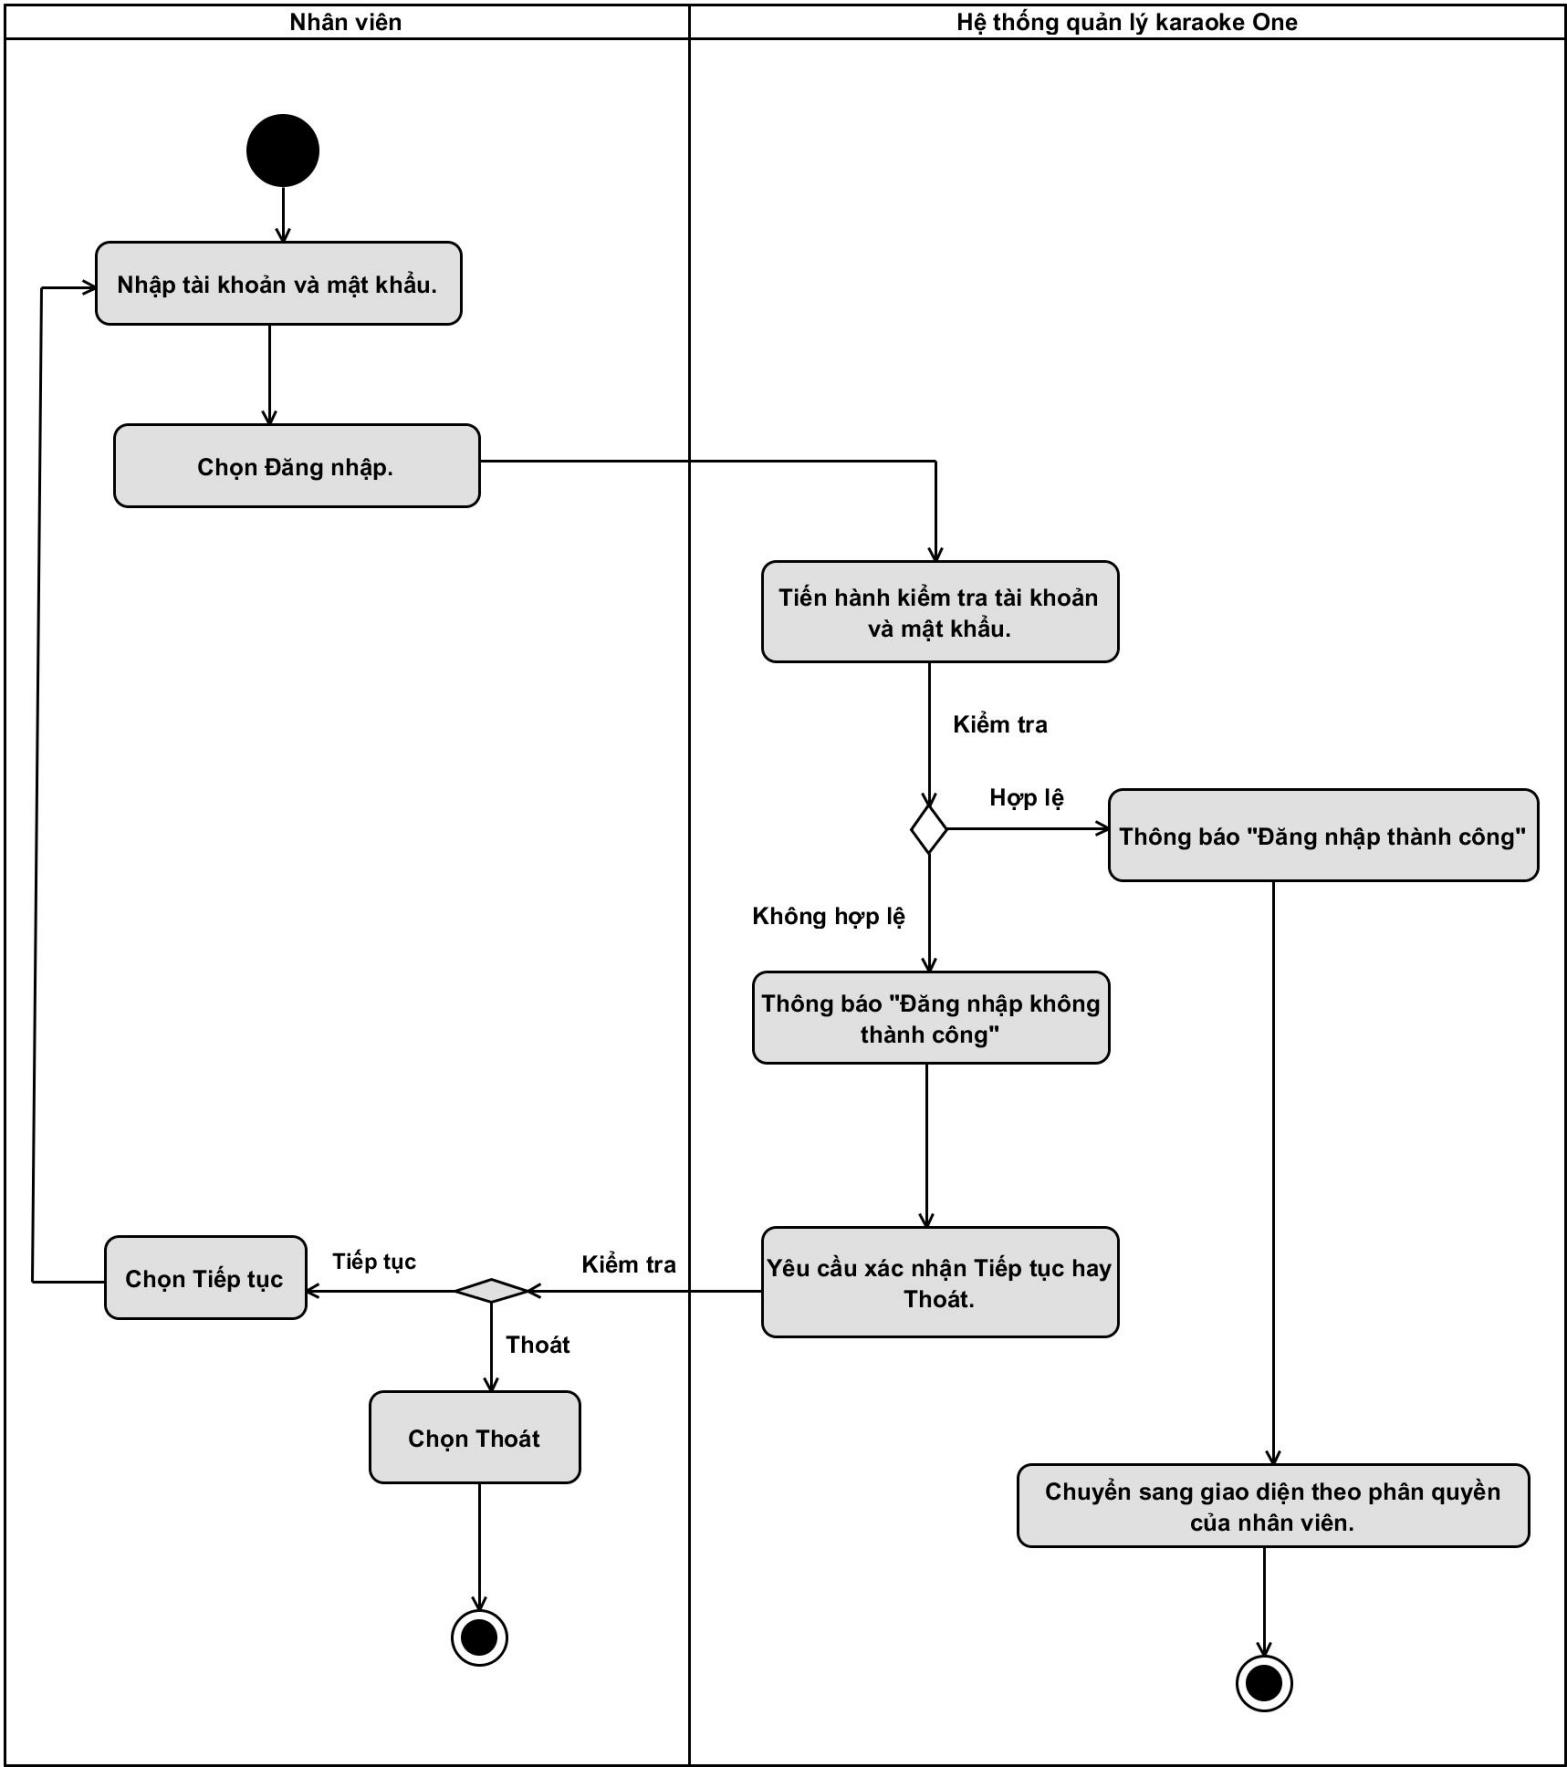 Nhân viên
Hệ thống quản lý karaoke One
Nhập tài khoản và mật khẩu.
Chọn Đăng nhập.
Tiến hành kiểm tra tài khoản
và mật khẩu.
Kiểm tra
Hợp lệ
Thông báo "Đăng nhập thành công"
Không hợp lệ
Thông báo "Đăng nhập không
thành công"
Yêu cầu xác nhận Tiếp tục hay
Thoát.
Kiểm tra
Tiếp tục
Chọn Tiếp tục
Thoát
Chọn Thoát
Chuyển sang giao diện theo phân quyền
của nhân viên.